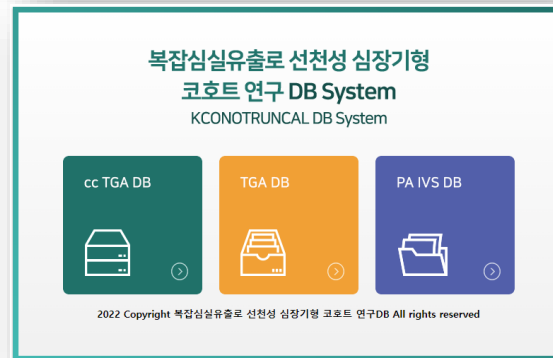 복잡심실유출로 선천성 심장기형
코호트 연구 DB System
KCONOTRUNCAL DB System
cc TGA DB
TGA DB
PA IVS DB
2022 Copyright 복잡심실유출로 선천성 심장기형 코호트 연구DB All rights reserved